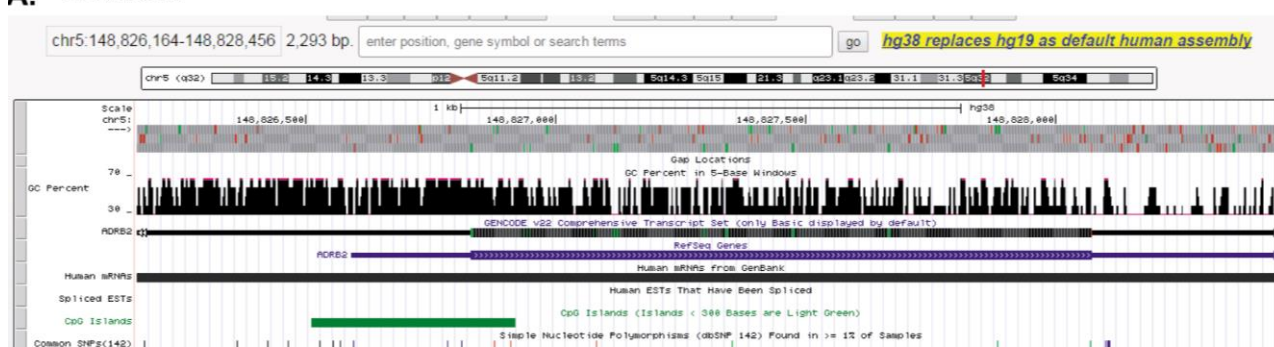 A.
chr5:148,826,164-148,828,456 2,293 bp. enter position, gene symbol or search terms go hg38 replaces hg19 as default human assembly
chr5 (q32) 15.2 14.3 13.3 p12 5q11.2 13.2 5q14.3 5q15 21.3 q23.1 q23.2 31.1 31.3 5q34
Scale 1 kb hg38
chr5: 148,826,500 148,827,000 148,827,500 148,828,000
--->
Gap Locations
GC Percent in 5-Base Windows
70 _
GC Percent
30 _
GENCODE v22 Comprehensive Transcript Set (only Basic displayed by default)
ADRB2
RefSeq Genes
ADRB2
Human mRNAs from GenBank
Human mRNAs
Human ESTs That Have Been Spliced
Spliced ESTs
CpG Islands (Islands < 300 Bases are Light Green)
CpG Islands
Simple Nucleotide Polymorphisms (dbSNP 142) Found in >= 1% of Samples
Common SNPs(142)